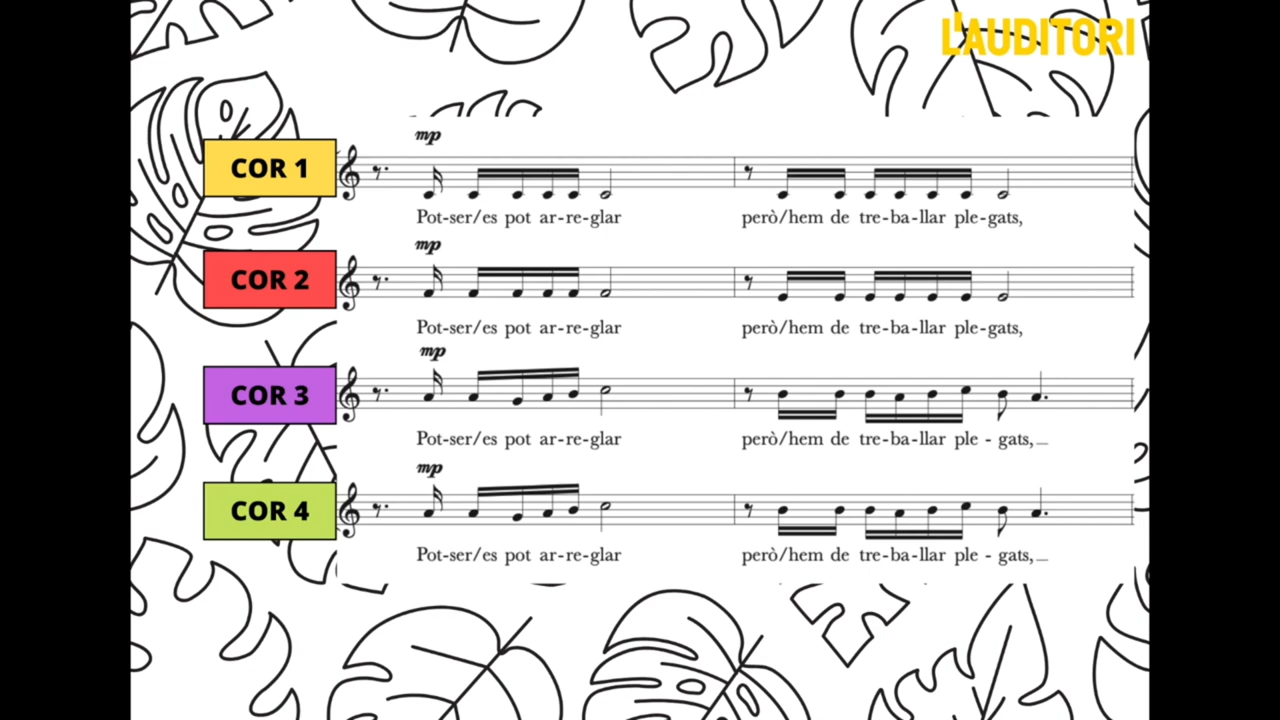 L'AUDITORI
mp
COR 1
Pot-ser/es pot ar-re-glar però/hem de tre-ba-llar ple-gats,
mp
COR 2
Pot-ser/es pot ar-re-glar però/hem de tre-ba-llar ple-gats,
mp
COR 3
Pot-ser/es pot ar-re-glar però/hem de tre-ba-llar ple - gats,_
mp
COR 4
Pot-ser/es pot ar-re-glar però/hem de tre-ba-llar ple - gats,_